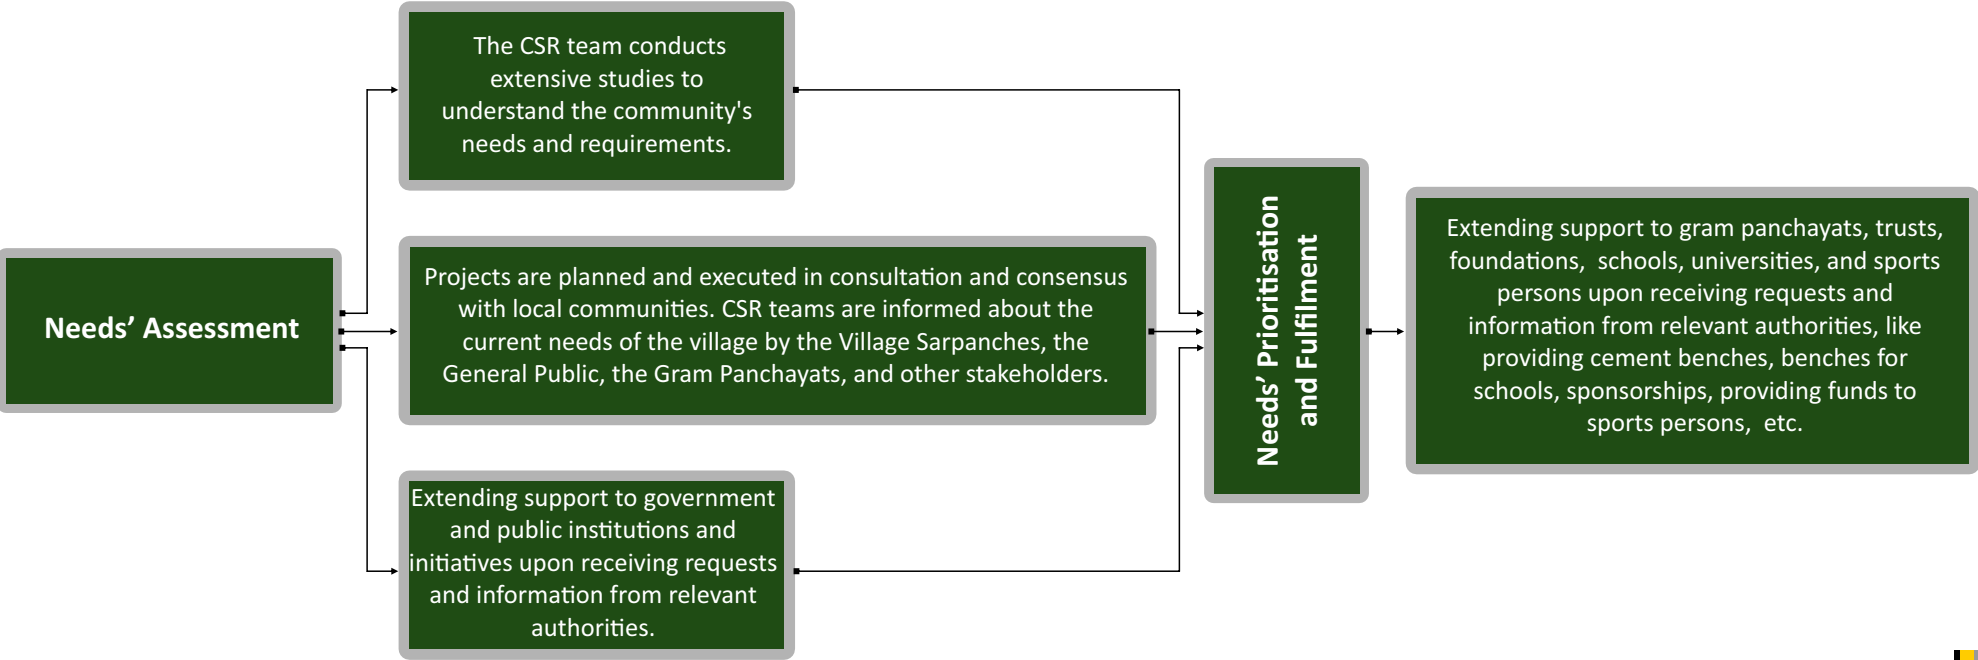 The CSR team conducts
extensive studies to
understand the community's
needs and requirements.
Needs’ Assessment
Projects are planned and executed in consultation and consensus
with local communities. CSR teams are informed about the
current needs of the village by the Village Sarpanches, the
General Public, the Gram Panchayats, and other stakeholders.
Extending support to government
and public institutions and
initiatives upon receiving requests
and information from relevant
authorities.
Needs’ Prioritisation
and Fulfilment
Extending support to gram panchayats, trusts,
foundations, schools, universities, and sports
persons upon receiving requests and
information from relevant authorities, like
providing cement benches, benches for
schools, sponsorships, providing funds to
sports persons, etc.